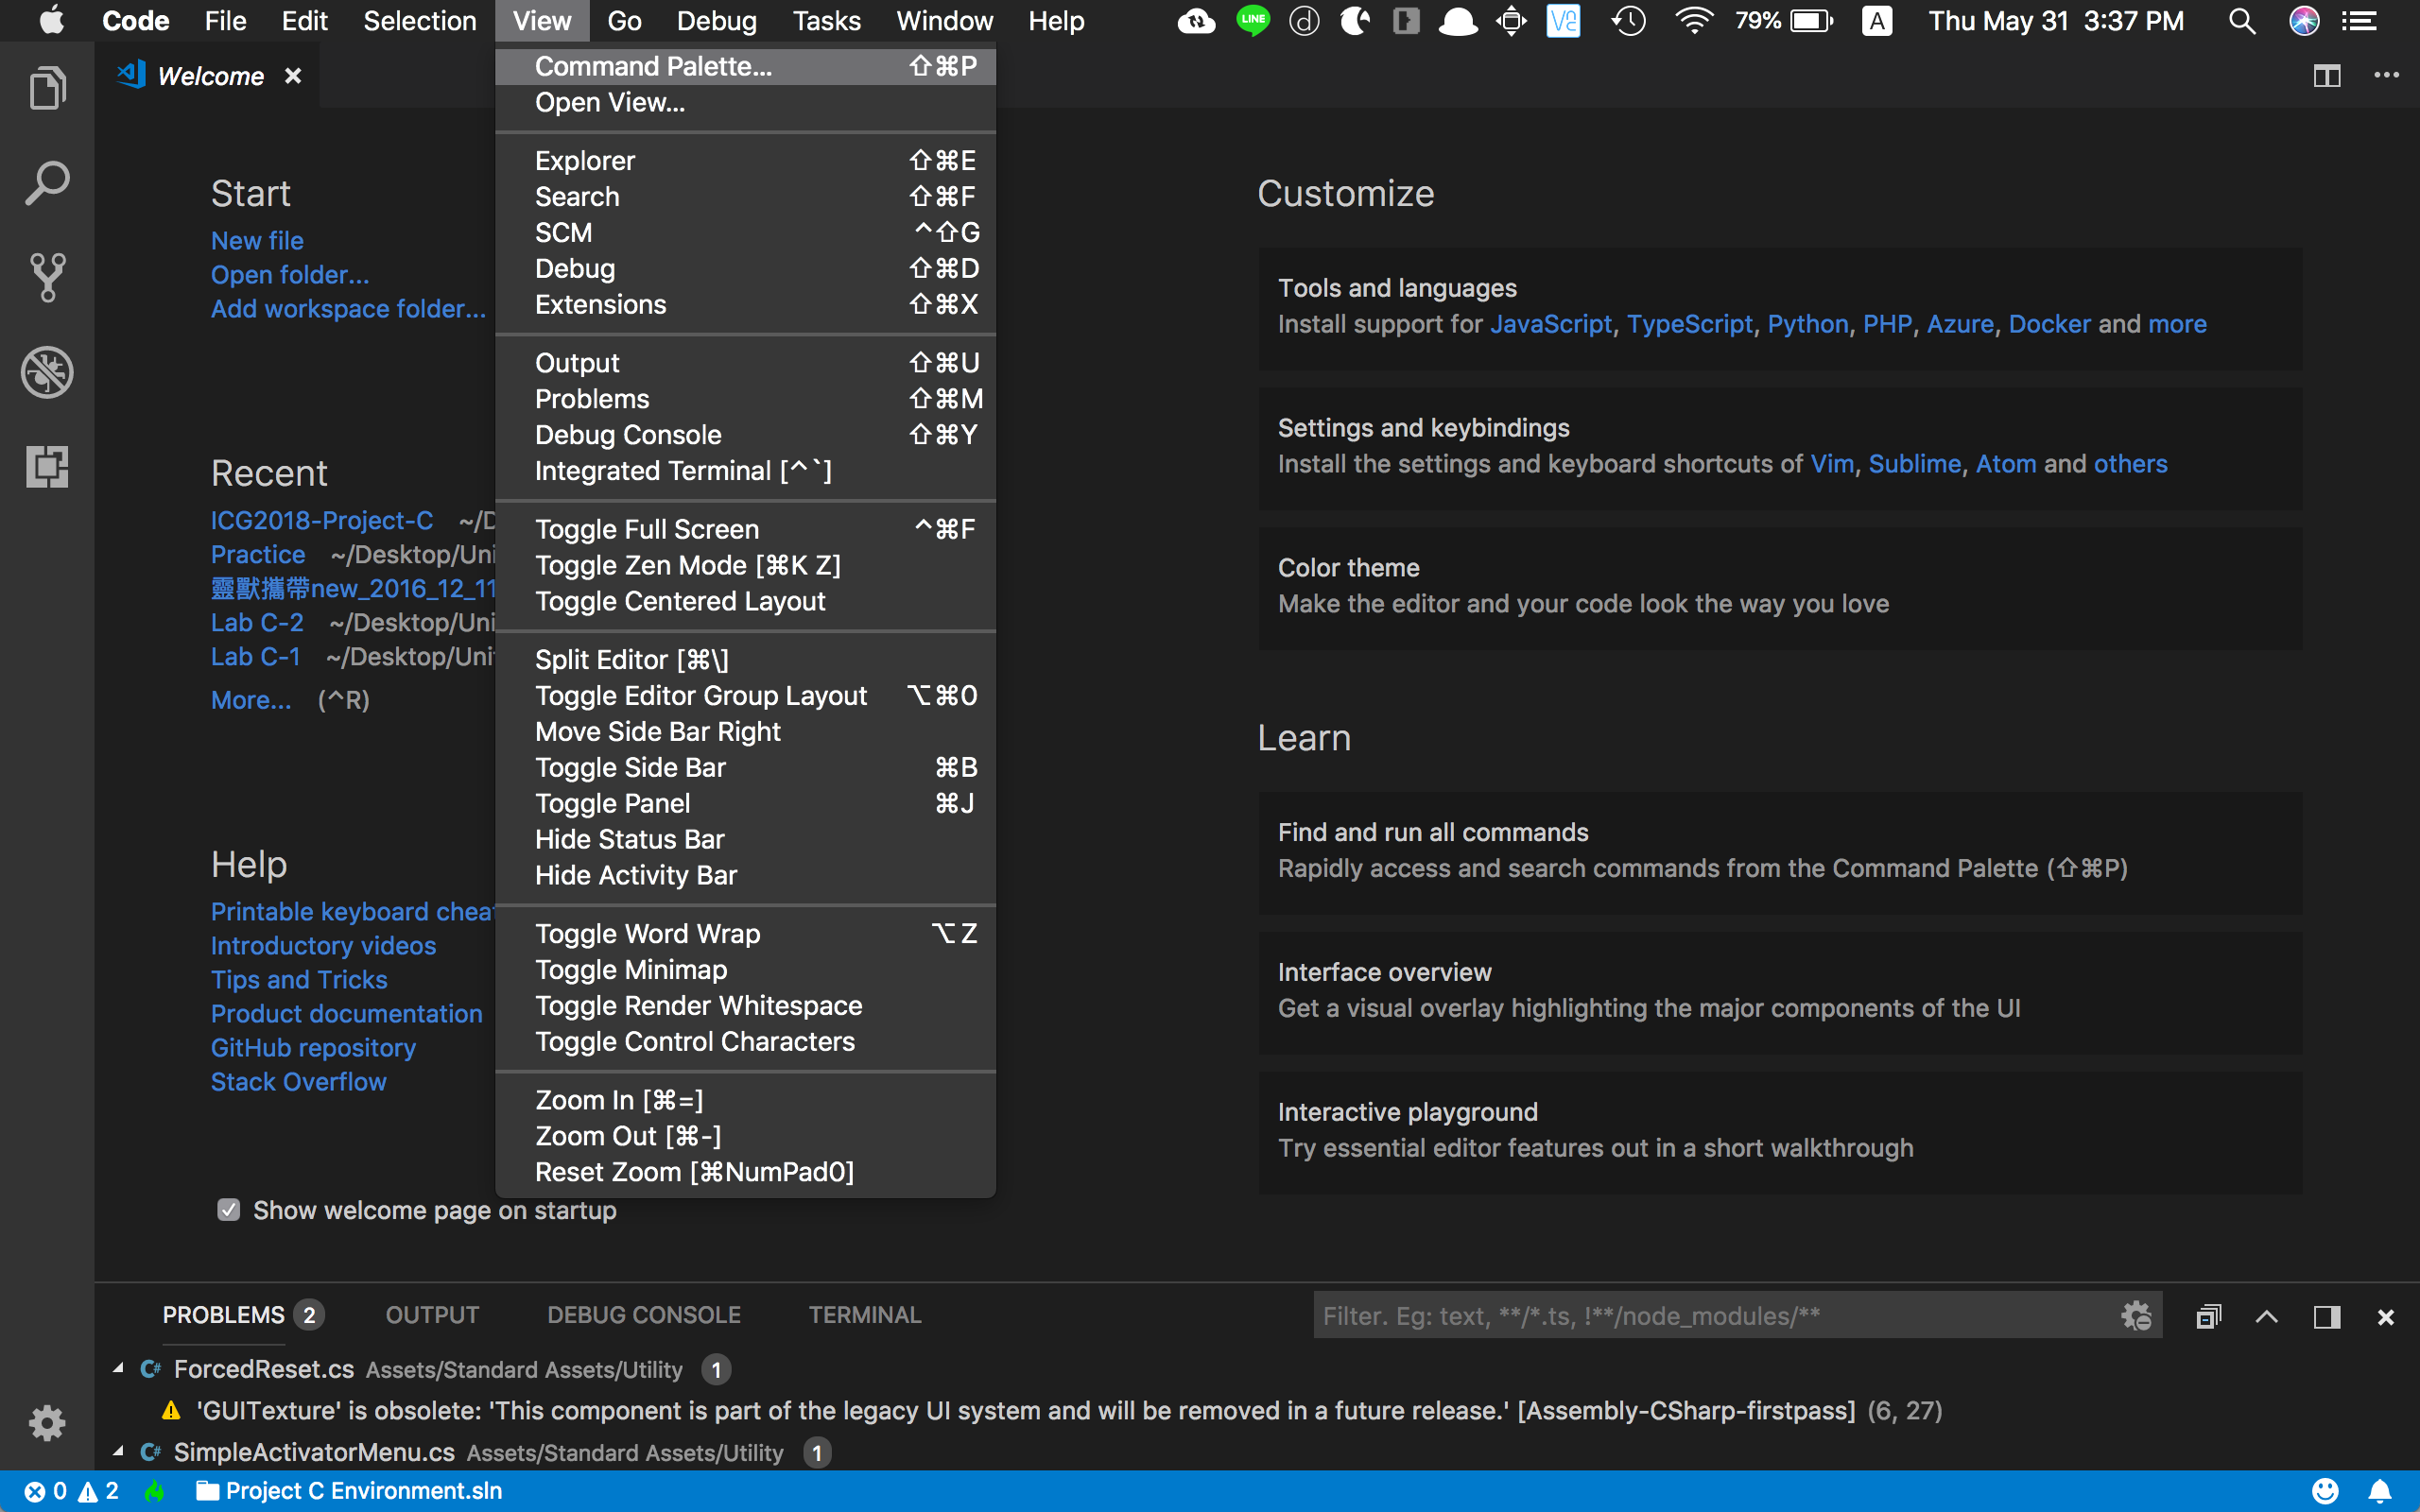 Code File Edit Selection View Go Debug Tasks Window Help LINE 79% A Thu May 31 3:37 PM
Welcome
Command Palette... ⇧⌘P
Open View...
Explorer ⇧⌘E
Search ⇧⌘F
SCM ^⇧G
Debug ⇧⌘D
Extensions ⇧⌘X
Output ⇧⌘U
Problems ⇧⌘M
Debug Console ⇧⌘Y
Integrated Terminal [^`]
Toggle Full Screen ^⌘F
Toggle Zen Mode [⌘K Z]
Toggle Centered Layout
Split Editor [⌘\]
Toggle Editor Group Layout ⌥⌘0
Move Side Bar Right
Toggle Side Bar ⌘B
Toggle Panel ⌘J
Hide Status Bar
Hide Activity Bar
Toggle Word Wrap ⌥Z
Toggle Minimap
Toggle Render Whitespace
Toggle Control Characters
Zoom In [⌘=]
Zoom Out [⌘-]
Reset Zoom [⌘NumPad0]
Start
New file
Open folder...
Add workspace folder...
Recent
ICG2018-Project-C ~/D
Practice ~/Desktop/Uni
靈獸攜帶new_2016_12_11
Lab C-2 ~/Desktop/Uni
Lab C-1 ~/Desktop/Uni
More... (^R)
Help
Printable keyboard cheat
Introductory videos
Tips and Tricks
Product documentation
GitHub repository
Stack Overflow
Show welcome page on startup
Customize
Tools and languages
Install support for JavaScript, TypeScript, Python, PHP, Azure, Docker and more
Settings and keybindings
Install the settings and keyboard shortcuts of Vim, Sublime, Atom and others
Color theme
Make the editor and your code look the way you love
Learn
Find and run all commands
Rapidly access and search commands from the Command Palette (⇧⌘P)
Interface overview
Get a visual overlay highlighting the major components of the UI
Interactive playground
Try essential editor features out in a short walkthrough
PROBLEMS 2 OUTPUT DEBUG CONSOLE TERMINAL Filter. Eg: text, **/*.ts, !**/node_modules/**
C# ForcedReset.cs Assets/Standard Assets/Utility 1
'GUITexture' is obsolete: 'This component is part of the legacy UI system and will be removed in a future release.' [Assembly-CSharp-firstpass] (6, 27)
C# SimpleActivatorMenu.cs Assets/Standard Assets/Utility 1
0 2 Project C Environment.sln